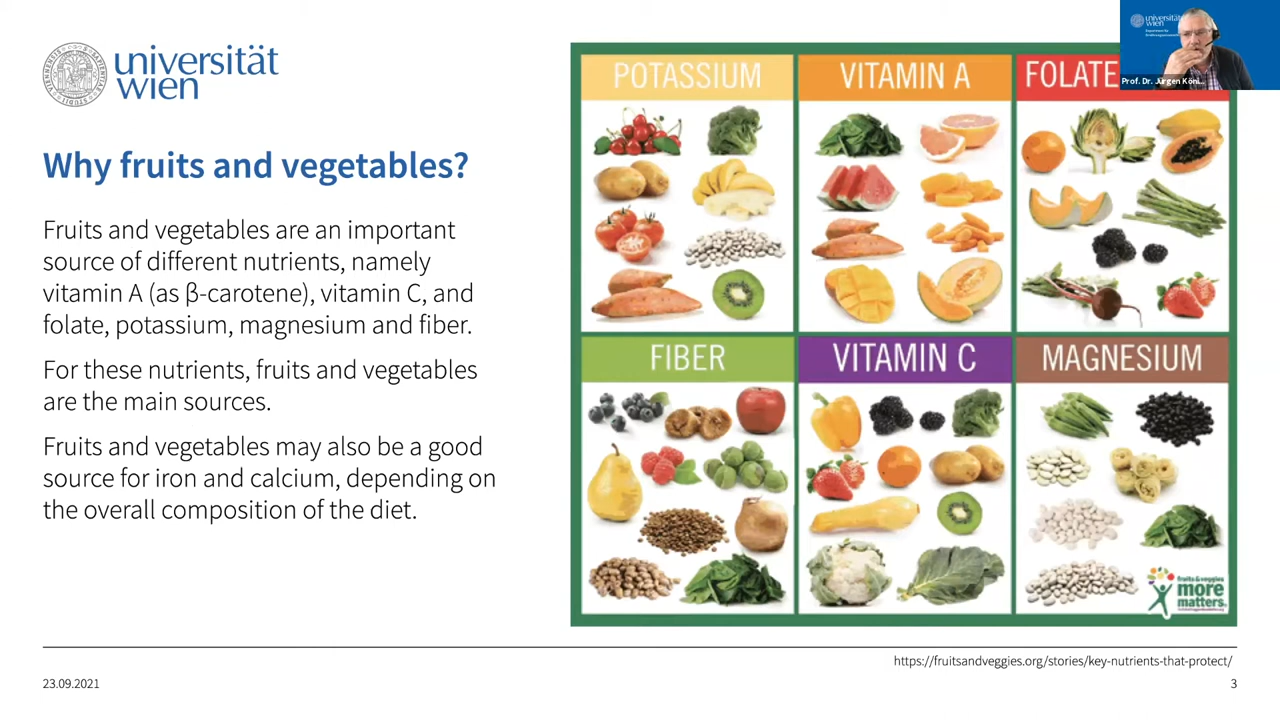 universität
wien
Why fruits and vegetables?
Fruits and vegetables are an important
source of different nutrients, namely
vitamin A (as β-carotene), vitamin C, and
folate, potassium, magnesium and fiber.
For these nutrients, fruits and vegetables
are the main sources.
Fruits and vegetables may also be a good
source for iron and calcium, depending on
the overall composition of the diet.
POTASSIUM
VITAMIN A
FOLATE
FIBER
VITAMIN C
MAGNESIUM
fruits & veggies
more
matters.
universität
wien
Prof. Dr. Jürgen Köni...
https://fruitsandveggies.org/stories/key-nutrients-that-protect/
23.09.2021
3